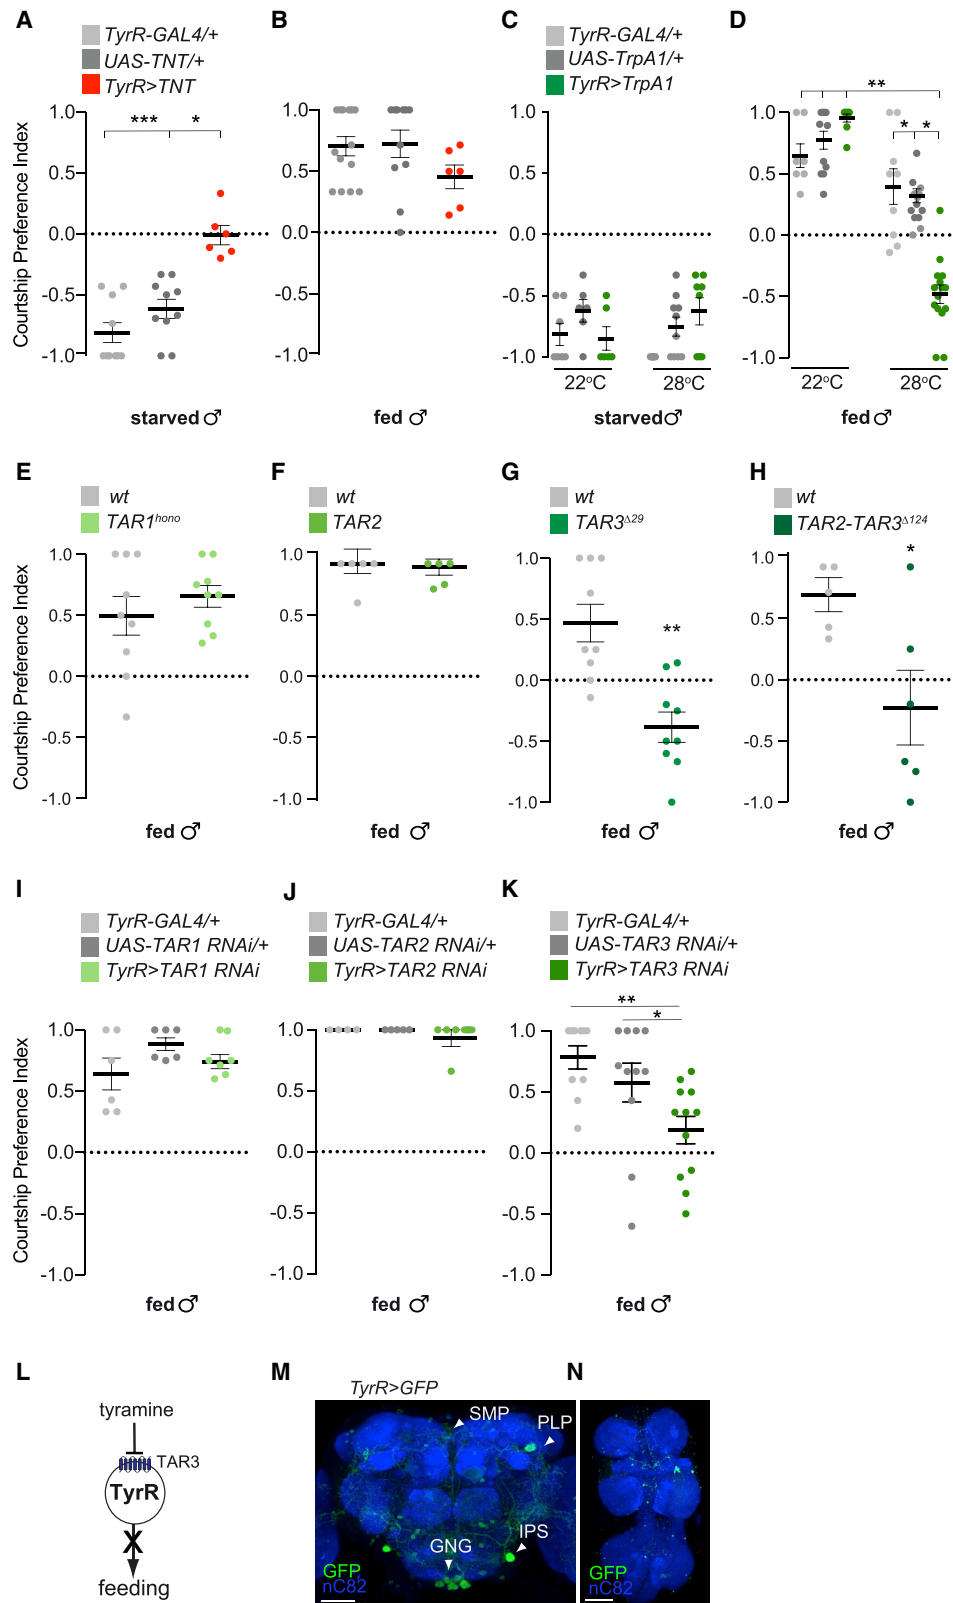 A
TyrR-GAL4/+
UAS-TNT/+
TyrR>TNT
B
C
TyrR-GAL4/+
UAS-TrpA1/+
TyrR>TrpA1
D
Courtship Preference Index
1.0
0.5
0.0
-0.5
-1.0
*** *
starved ♂
1.0
0.5
0.0
-0.5
-1.0
fed ♂
1.0
0.5
0.0
-0.5
-1.0
22°C 28°C
starved♂
1.0
0.5
0.0
-0.5
-1.0
**
* *
22°C 28°C
fed ♂
E
wt
TAR1hono
F
wt
TAR2
G
wt
TAR3Δ29
H
wt
TAR2-TAR3Δ124
Courtship Preference Index
1.0
0.5
0.0
-0.5
-1.0
fed ♂
1.0
0.5
0.0
-0.5
-1.0
fed ♂
1.0
0.5
0.0
-0.5
-1.0
**
fed ♂
1.0
0.5
0.0
-0.5
-1.0
*
fed ♂
I
TyrR-GAL4/+
UAS-TAR1 RNAi/+
TyrR>TAR1 RNAi
J
TyrR-GAL4/+
UAS-TAR2 RNAi/+
TyrR>TAR2 RNAi
K
TyrR-GAL4/+
UAS-TAR3 RNAi/+
TyrR>TAR3 RNAi
Courtship Preference Index
1.0
0.5
0.0
-0.5
-1.0
fed ♂
1.0
0.5
0.0
-0.5
-1.0
fed ♂
1.0
0.5
0.0
-0.5
-1.0
**
*
fed ♂
L
tyramine
TAR3
TyrR
X
feeding
M
TyrR>GFP
SMP
PLP
IPS
GNG
GFP
nC82
N
GFP
nC82